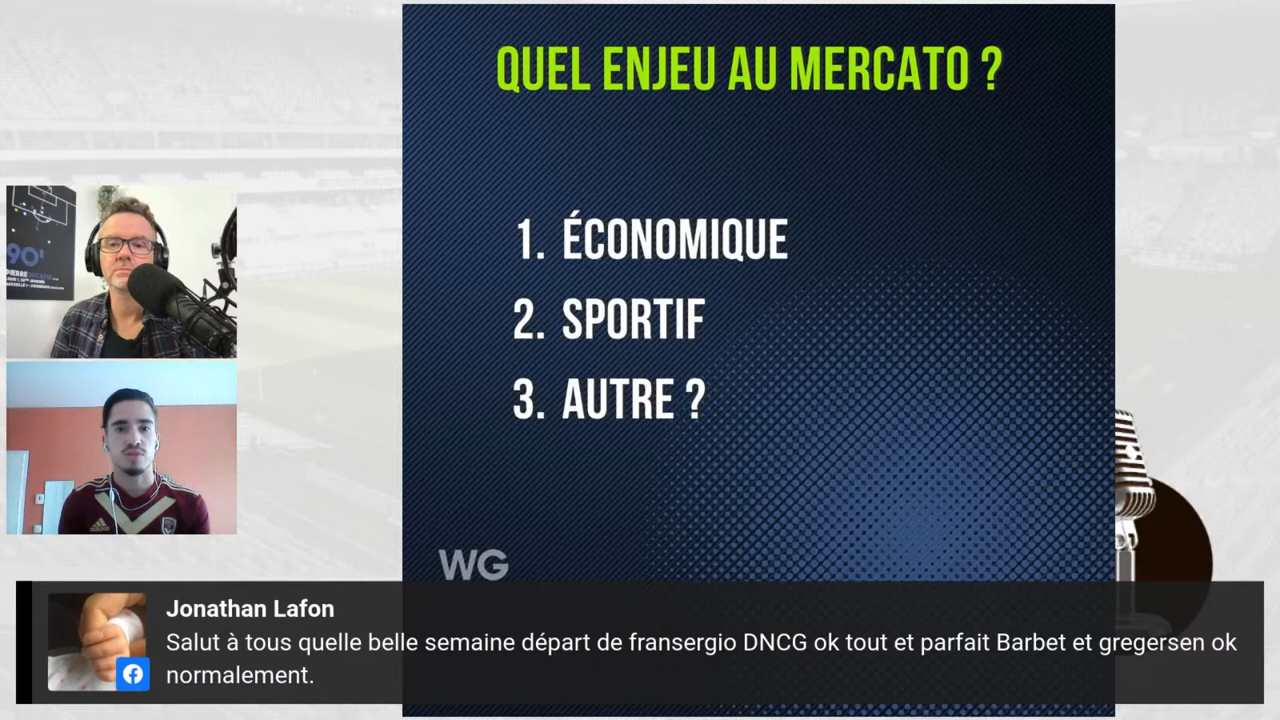 QUEL ENJEU AU MERCATO ?
1. ÉCONOMIQUE
2. SPORTIF
3. AUTRE ?
90'
WG
Jonathan Lafon
Salut à tous quelle belle semaine départ de fransergio DNCG ok tout et parfait Barbet et gregersen ok
normalement.